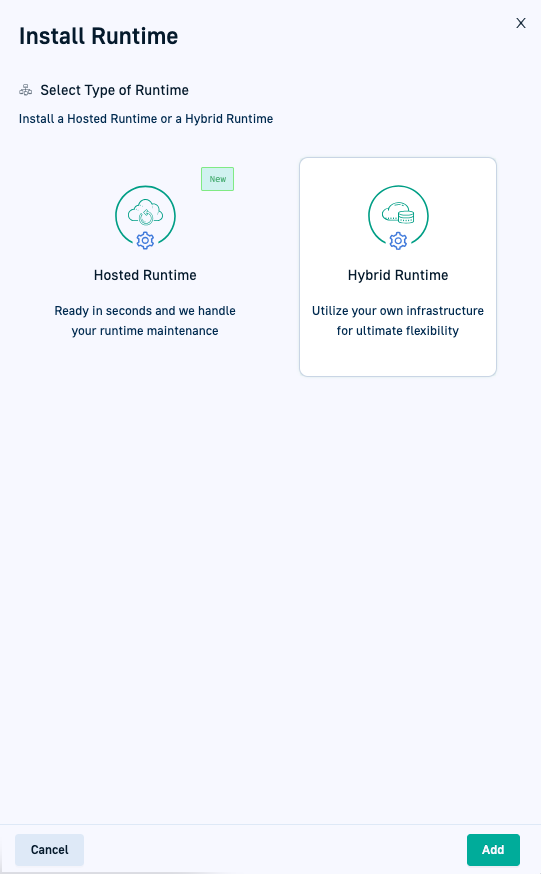 X
Install Runtime
Select Type of Runtime
Install a Hosted Runtime or a Hybrid Runtime
New
Hosted Runtime
Ready in seconds and we handle
your runtime maintenance
Hybrid Runtime
Utilize your own infrastructure
for ultimate flexibility
Cancel
Add